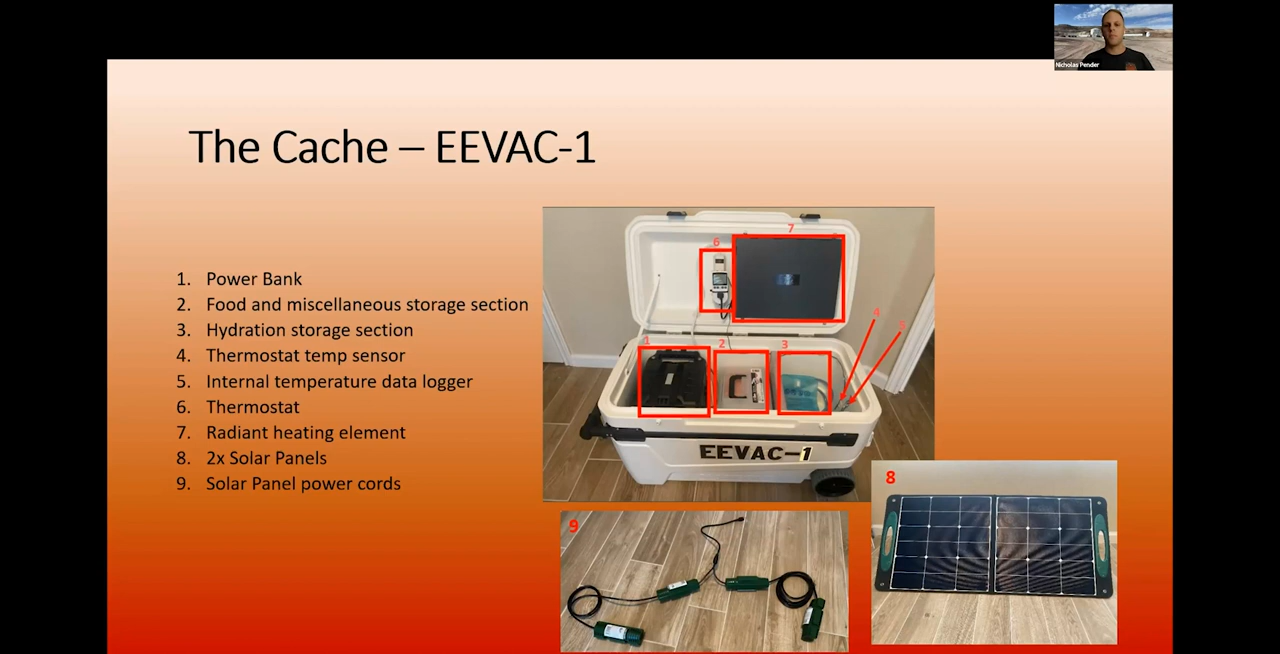 Nicholas Pender
The Cache – EEVAC-1
1. Power Bank
2. Food and miscellaneous storage section
3. Hydration storage section
4. Thermostat temp sensor
5. Internal temperature data logger
6. Thermostat
7. Radiant heating element
8. 2x Solar Panels
9. Solar Panel power cords
7
6
4
5
1
2
3
EEVAC-1
8
9